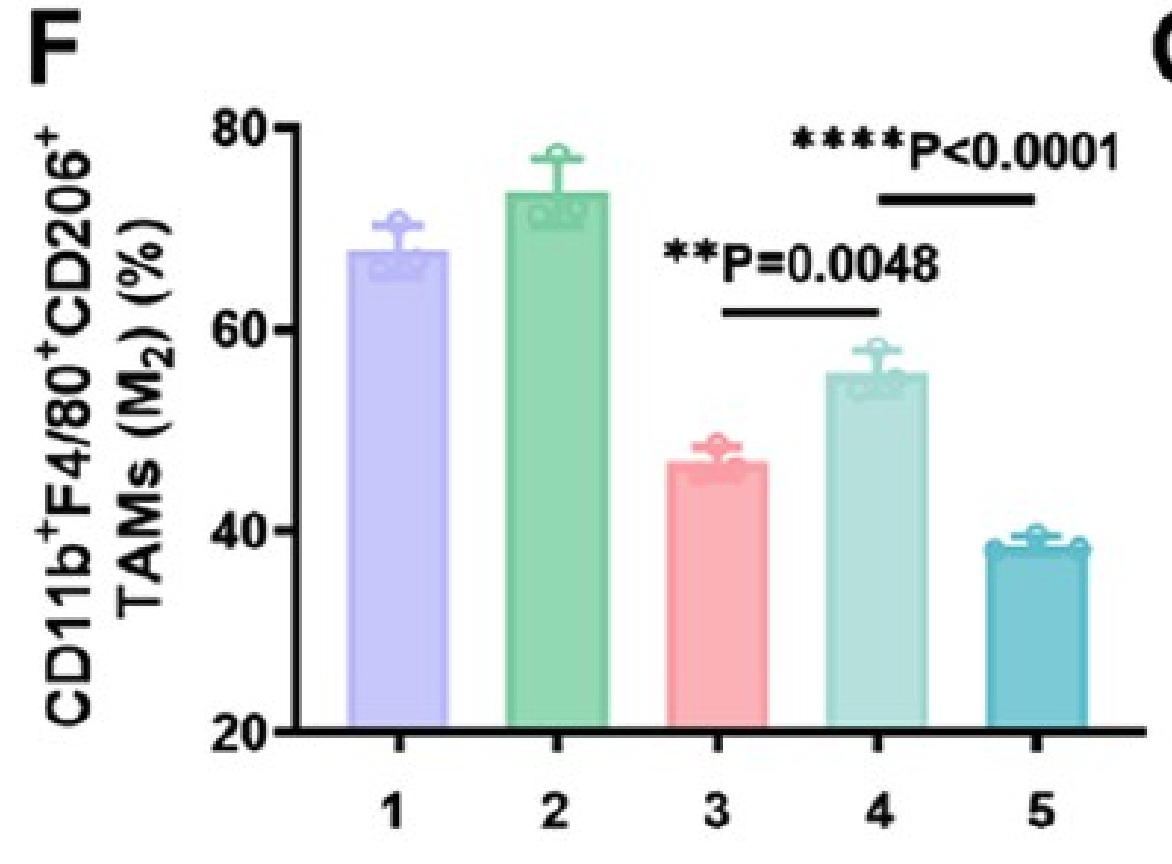 F
CD11b⁺F4/80⁺CD206⁺
TAMs (M₂) (%)
80
60
40
20
****P<0.0001
**P=0.0048
1 2 3 4 5